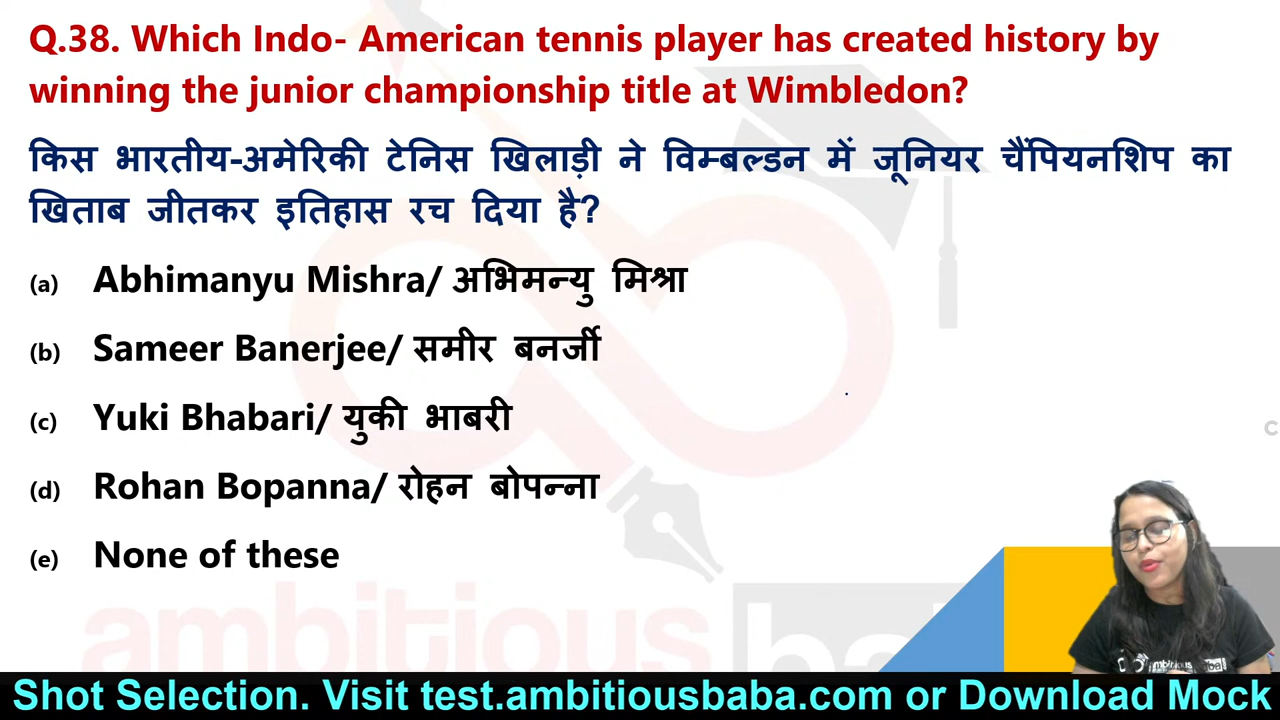 Q.38. Which Indo- American tennis player has created history by
winning the junior championship title at Wimbledon?
किस भारतीय-अमेरिकी टेनिस खिलाड़ी ने विम्बल्डन में जूनियर चैंपियनशिप का
खिताब जीतकर इतिहास रच दिया है?
(a) Abhimanyu Mishra/ अभिमन्यु मिश्रा
(b) Sameer Banerjee/ समीर बनर्जी
(c) Yuki Bhabari/ युकी भाबरी
(d) Rohan Bopanna/ रोहन बोपन्ना
(e) None of these
ambitious
Shot Selection. Visit test.ambitiousbaba.com or Download Mock